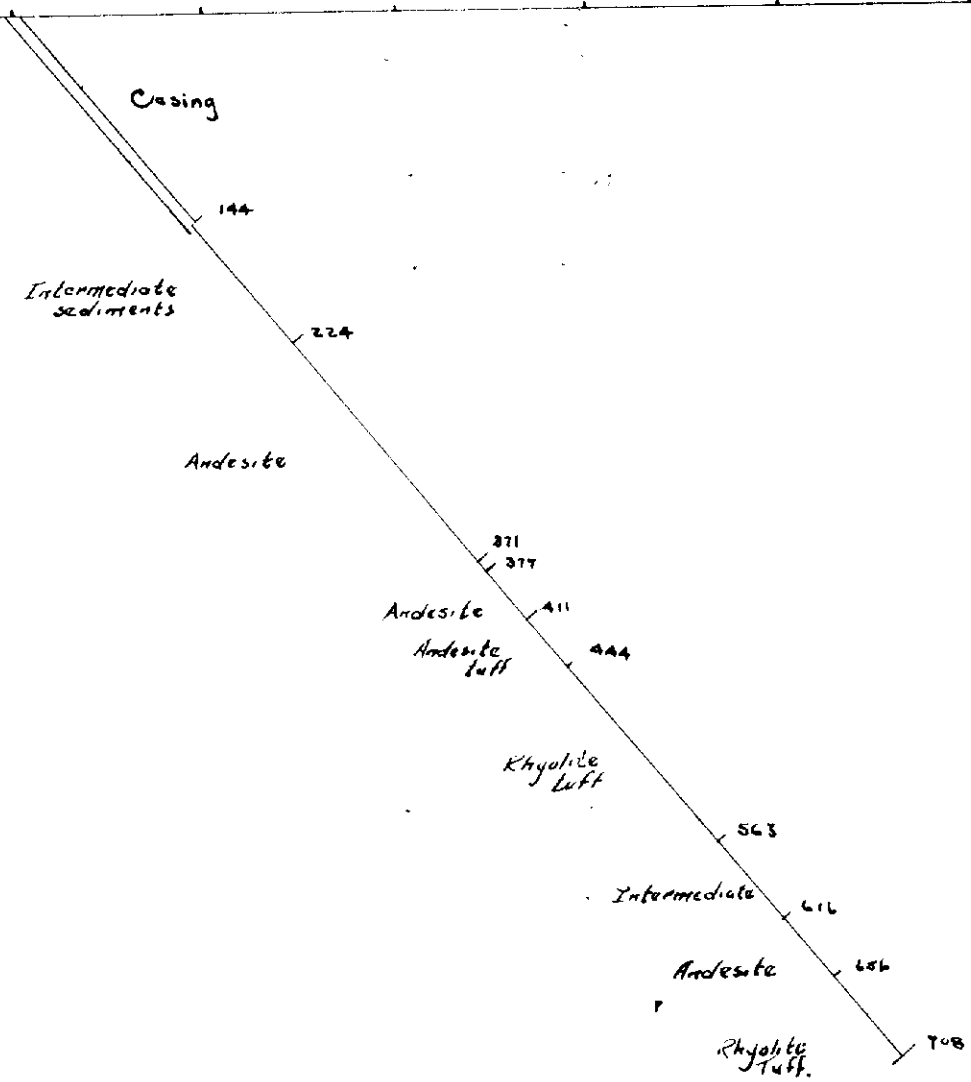 Casing
144
Intermediate
sediments
224
Andesite
371
377
Andesite
411
Andesite
tuff
444
Rhyolite
tuff
563
Intermediate
616
Andesite
656
Rhyolite
Tuff.
708